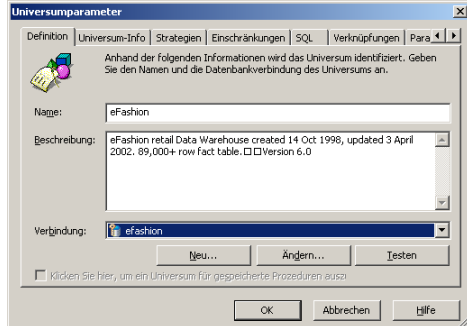 Universumparameter
Definition Universum-Info Strategien Einschränkungen SQL Verknüpfungen Para
Anhand der folgenden Informationen wird das Universum identifiziert. Geben
Sie den Namen und die Datenbankverbindung des Universums an.
Name: eFashion
Beschreibung: eFashion retail Data Warehouse created 14 Oct 1998, updated 3 April
2002. 89,000+ row fact table.□□Version 6.0
Verbindung: efashion
Neu... Ändern... Testen
Klicken Sie hier, um ein Universum für gespeicherte Prozeduren auszu
OK Abbrechen Hilfe